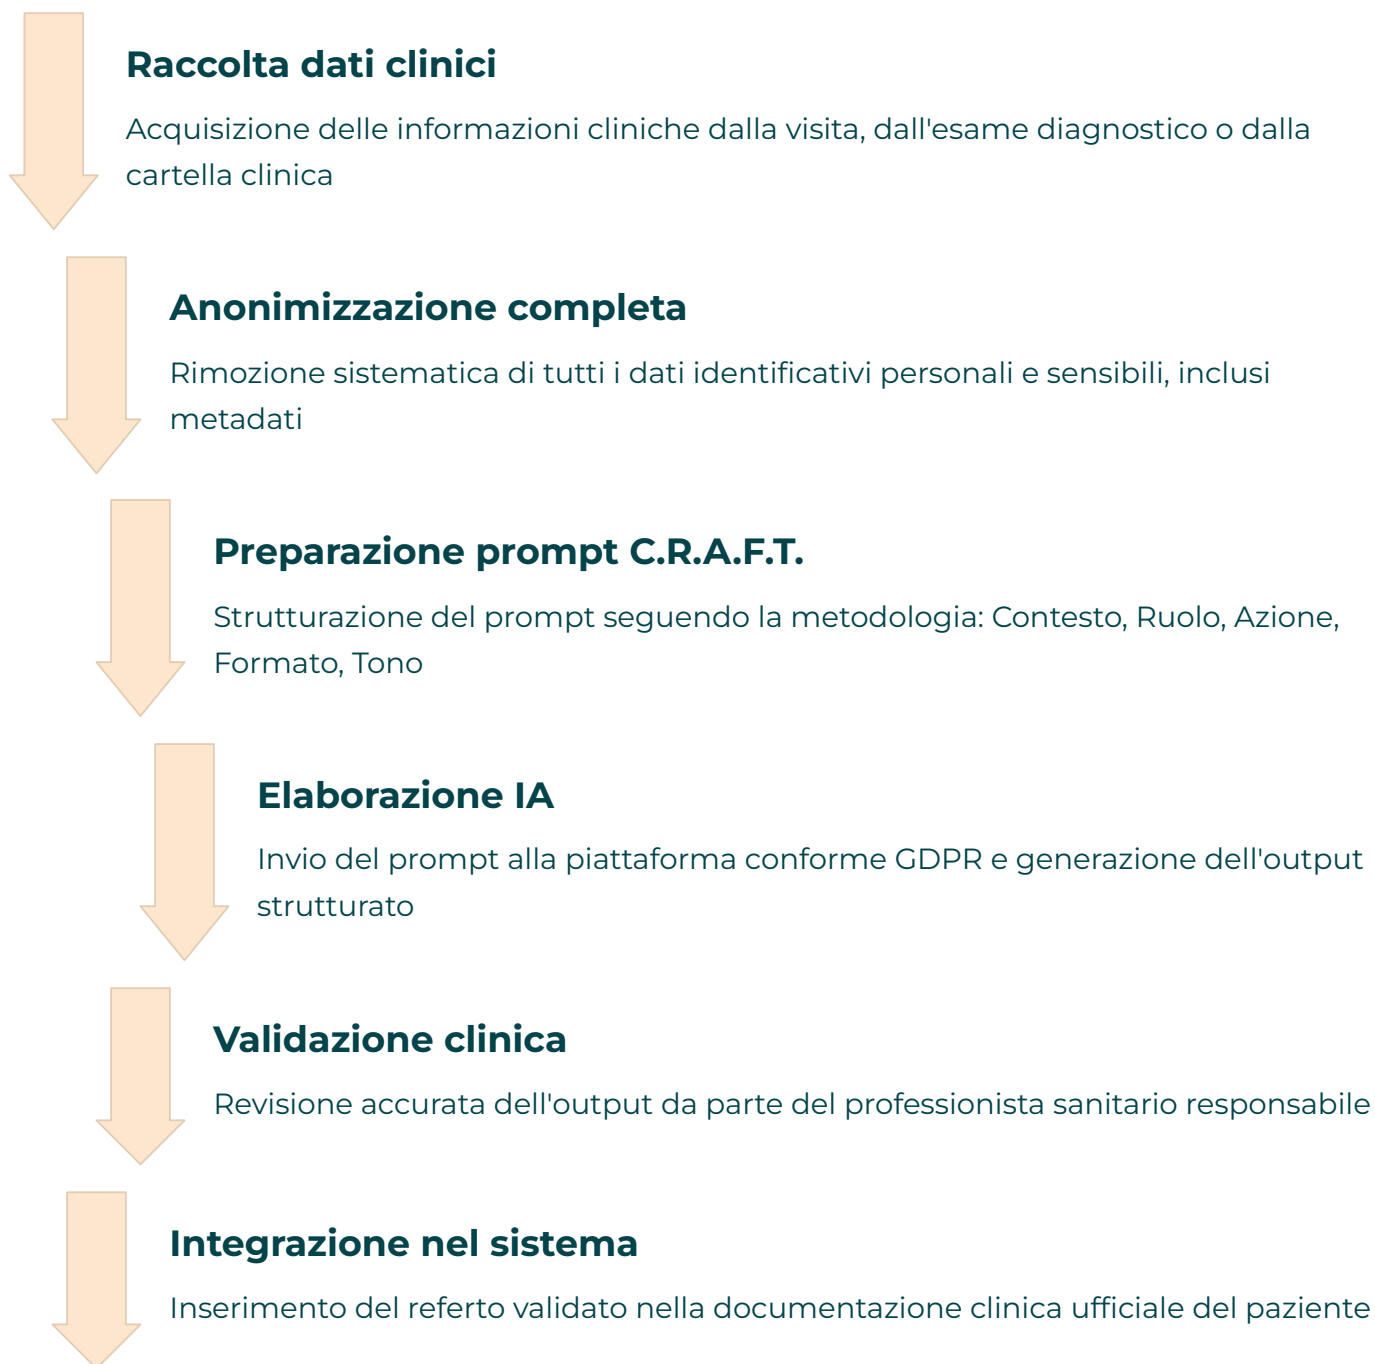 Raccolta dati clinici
Acquisizione delle informazioni cliniche dalla visita, dall'esame diagnostico o dalla
cartella clinica
Anonimizzazione completa
Rimozione sistematica di tutti i dati identificativi personali e sensibili, inclusi
metadati
Preparazione prompt C.R.A.F.T.
Strutturazione del prompt seguendo la metodologia: Contesto, Ruolo, Azione,
Formato, Tono
Elaborazione IA
Invio del prompt alla piattaforma conforme GDPR e generazione dell'output
strutturato
Validazione clinica
Revisione accurata dell'output da parte del professionista sanitario responsabile
Integrazione nel sistema
Inserimento del referto validato nella documentazione clinica ufficiale del paziente